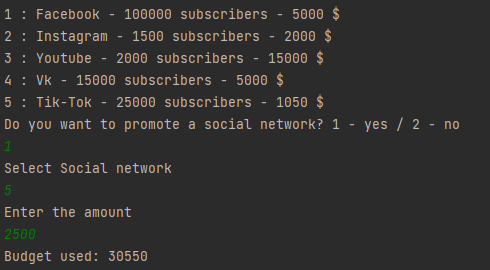 1 : Facebook - 100000 subscribers - 5000 $
2 : Instagram - 1500 subscribers - 2000 $
3 : Youtube - 2000 subscribers - 15000 $
4 : Vk - 15000 subscribers - 5000 $
5 : Tik-Tok - 25000 subscribers - 1050 $
Do you want to promote a social network? 1 - yes / 2 - no
1
Select Social network
5
Enter the amount
2500
Budget used: 30550